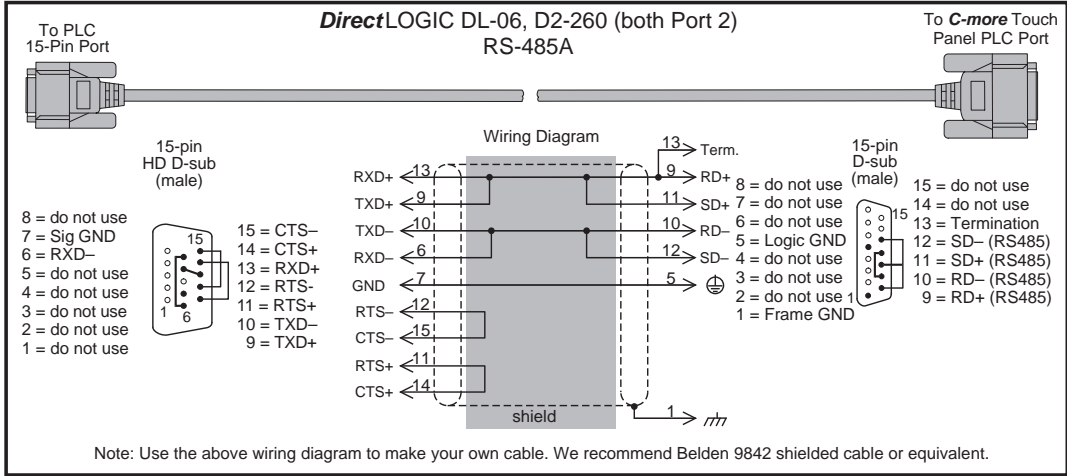 DirectLOGIC DL-06, D2-260 (both Port 2)
RS-485A
To PLC
15-Pin Port
To C-more Touch
Panel PLC Port
Wiring Diagram
15-pin
HD D-sub
(male)
8 = do not use
7 = Sig GND
6 = RXD–
5 = do not use
4 = do not use
3 = do not use
2 = do not use
1 = do not use
15
1
6
15 = CTS–
14 = CTS+
13 = RXD+
12 = RTS-
11 = RTS+
10 = TXD–
9 = TXD+
RXD+ 13
TXD+ 9
TXD– 10
RXD– 6
GND 7
RTS– 12
CTS– 15
RTS+ 11
CTS+ 14
13 Term.
9 RD+
11 SD+
10 RD–
12 SD–
5
1
shield
15-pin
D-sub
(male)
8 = do not use
7 = do not use
6 = do not use
5 = Logic GND
4 = do not use
3 = do not use
2 = do not use
1 = Frame GND
15
1
15 = do not use
14 = do not use
13 = Termination
12 = SD– (RS485)
11 = SD+ (RS485)
10 = RD– (RS485)
9 = RD+ (RS485)
Note: Use the above wiring diagram to make your own cable. We recommend Belden 9842 shielded cable or equivalent.